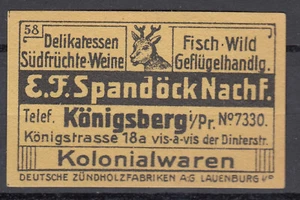 58
Delikatessen
Südfrüchte·Weine
Fisch·Wild
Geflügelhandlg.
E.F. Spandöck Nachf.
Telef. Königsberg i/Pr. No 7330.
Königstrasse 18a vis-a-vis der Dinterstr.
Kolonialwaren
DEUTSCHE ZÜNDHOLZFABRIKEN A:G LAUENBURG i/P